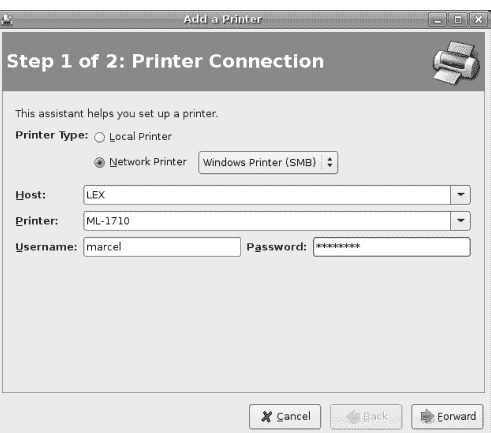 Add a Printer
Step 1 of 2: Printer Connection
This assistant helps you set up a printer.
Printer Type: Local Printer
Network Printer Windows Printer (SMB)
Host: LEX
Printer: ML-1710
Username: marcel Password: ********
Cancel Back Forward